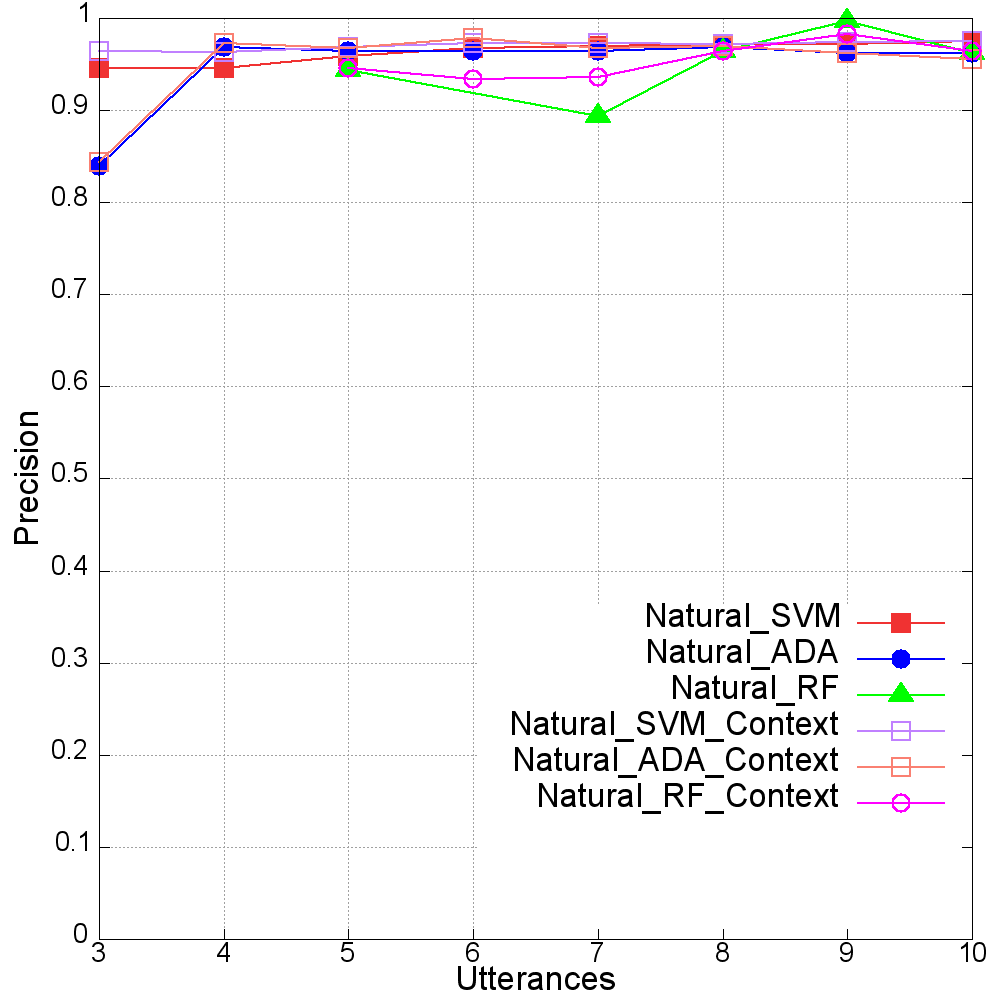 1
0.9
0.8
0.7
0.6
0.5
0.4
0.3
0.2
0.1
0
Precision
3 4 5 6 7 8 9 10
Utterances
Natural_SVM
Natural_ADA
Natural_RF
Natural_SVM_Context
Natural_ADA_Context
Natural_RF_Context